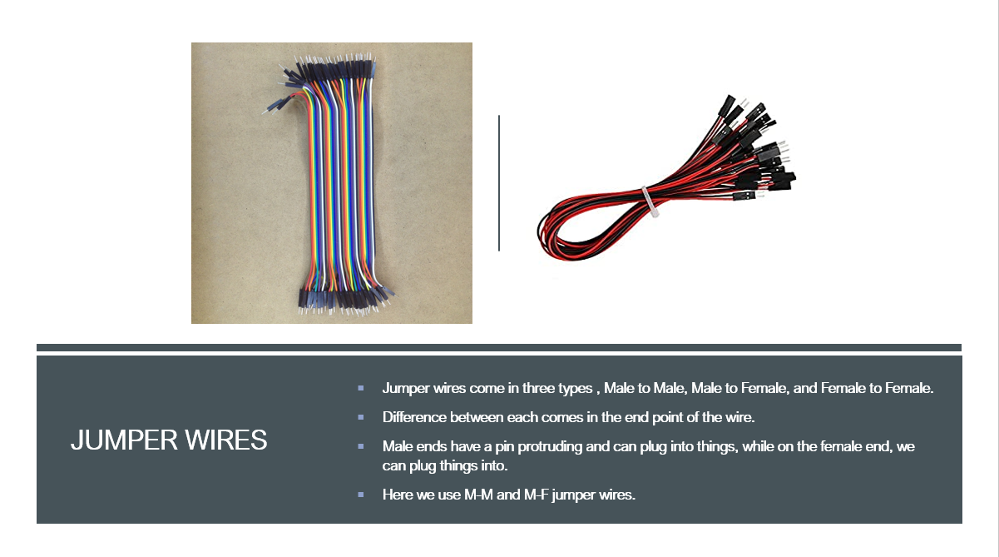 JUMPER WIRES
Jumper wires come in three types , Male to Male, Male to Female, and Female to Female.
Difference between each comes in the end point of the wire.
Male ends have a pin protruding and can plug into things, while on the female end, we
can plug things into.
Here we use M-M and M-F jumper wires.